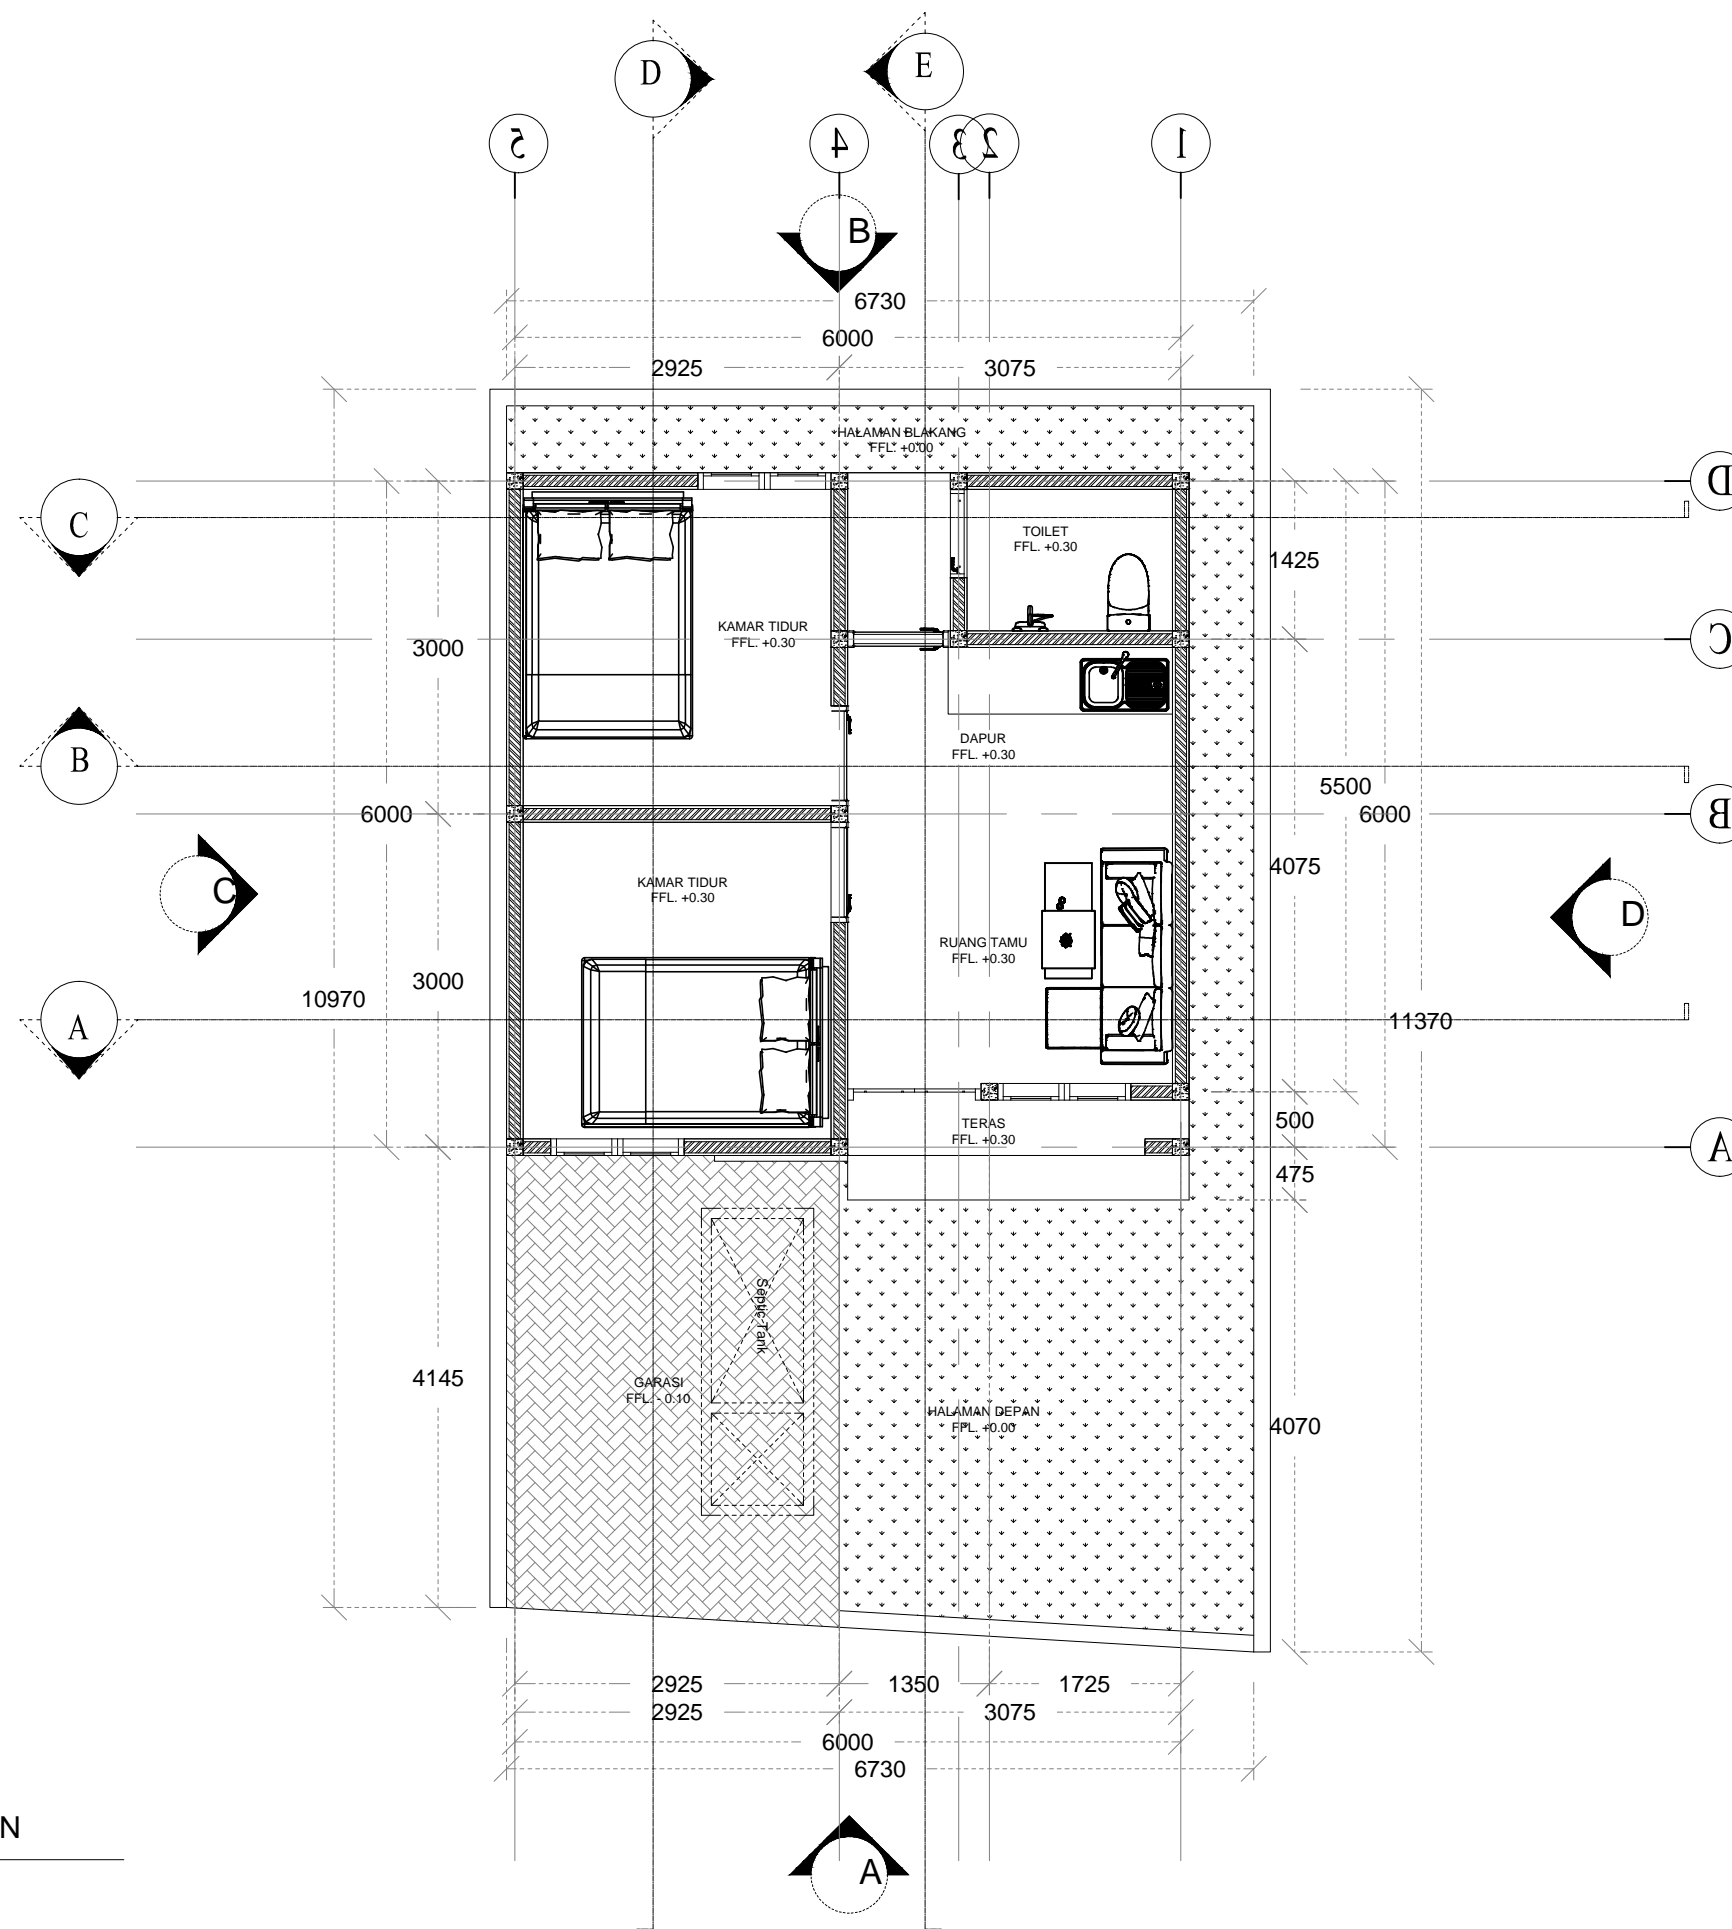 D
E
5
4
3
2
1
B
6730
6000
2925
3075
HALAMAN BLAKANG
FFL. +0.00
D
C
TOILET
FFL. +0.30
1425
KAMAR TIDUR
FFL. +0.30
3000
C
DAPUR
FFL. +0.30
B
5500
6000
6000
B
4075
KAMAR TIDUR
FFL. +0.30
C
D
RUANG TAMU
FFL. +0.30
3000
10970
A
11370
TERAS
FFL. +0.30
500
A
475
Septic Tank
4145
GARASI
FFL. - 0.10
HALAMAN DEPAN
FFL. +0.00
4070
2925
1350
1725
2925
3075
6000
6730
N
A